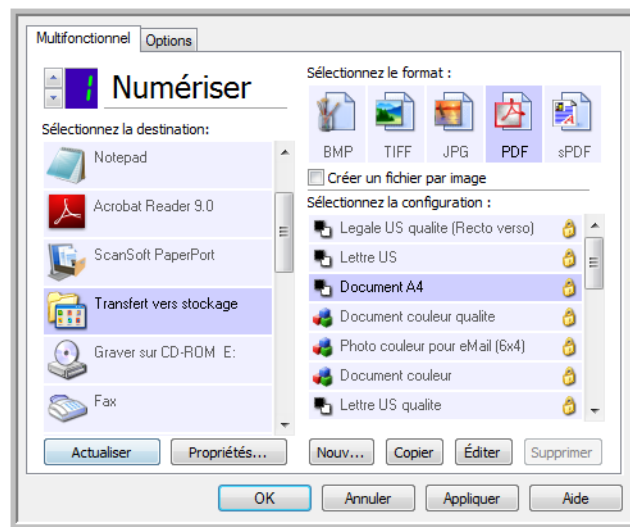 Multifonctionnel
Options
1 Numériser
Sélectionnez la destination:
Notepad
Acrobat Reader 9.0
ScanSoft PaperPort
Transfert vers stockage
Graver sur CD-ROM E:
Fax
Actualiser
Propriétés...
Sélectionnez le format :
BMP TIFF JPG PDF sPDF
Créer un fichier par image
Sélectionnez la configuration :
Legale US qualite (Recto verso)
Lettre US
Document A4
Document couleur qualite
Photo couleur pour eMail (6x4)
Document couleur
Lettre US qualite
Nouv... Copier Éditer Supprimer
OK Annuler Appliquer Aide